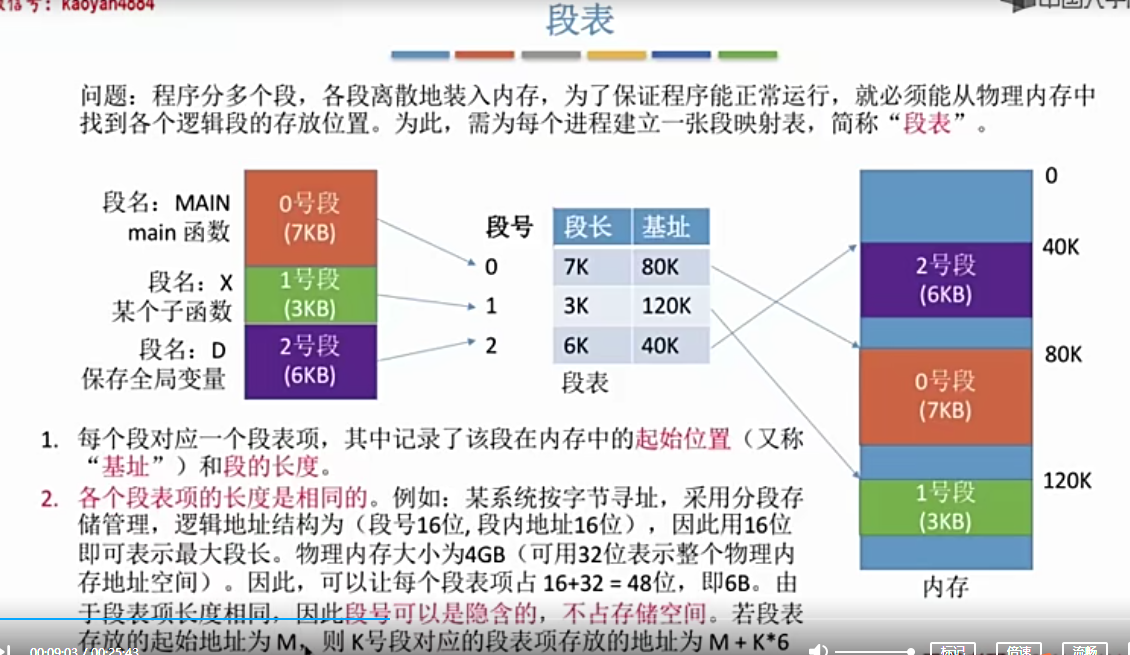 微信号：kaoyan4884
段表
问题：程序分多个段，各段离散地装入内存，为了保证程序能正常运行，就必须能从物理内存中
找到各个逻辑段的存放位置。为此，需为每个进程建立一张段映射表，简称“段表”。
段名：MAIN
main 函数
0号段
(7KB)
段名：X
某个子函数
1号段
(3KB)
段名：D
保存全局变量
2号段
(6KB)
段号 段长 基址
0 7K 80K
1 3K 120K
2 6K 40K
段表
0
40K
2号段
(6KB)
80K
0号段
(7KB)
120K
1号段
(3KB)
内存
1. 每个段对应一个段表项，其中记录了该段在内存中的起始位置（又称
“基址”）和段的长度。
2. 各个段表项的长度是相同的。例如：某系统按字节寻址，采用分段存
储管理，逻辑地址结构为（段号16位, 段内地址16位），因此用16位
即可表示最大段长。物理内存大小为4GB（可用32位表示整个物理内
存地址空间）。因此，可以让每个段表项占 16+32 = 48位，即6B。由
于段表项长度相同，因此段号可以是隐含的，不占存储空间。若段表
存放的起始地址为 M，则 K号段对应的段表项存放的地址为 M + K*6
00:09:03 / 00:25:43
标记 倍速 流畅